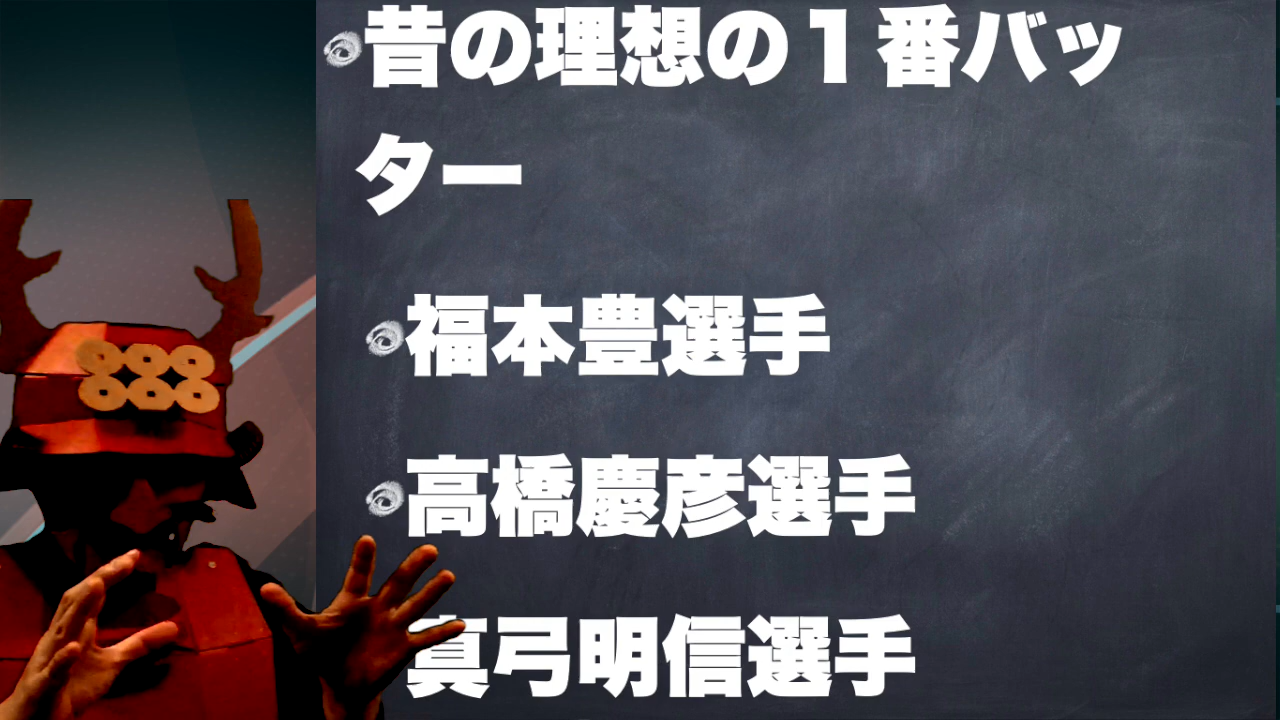 昔の理想の１番バッ
ター
福本豊選手
高橋慶彦選手
真弓明信選手